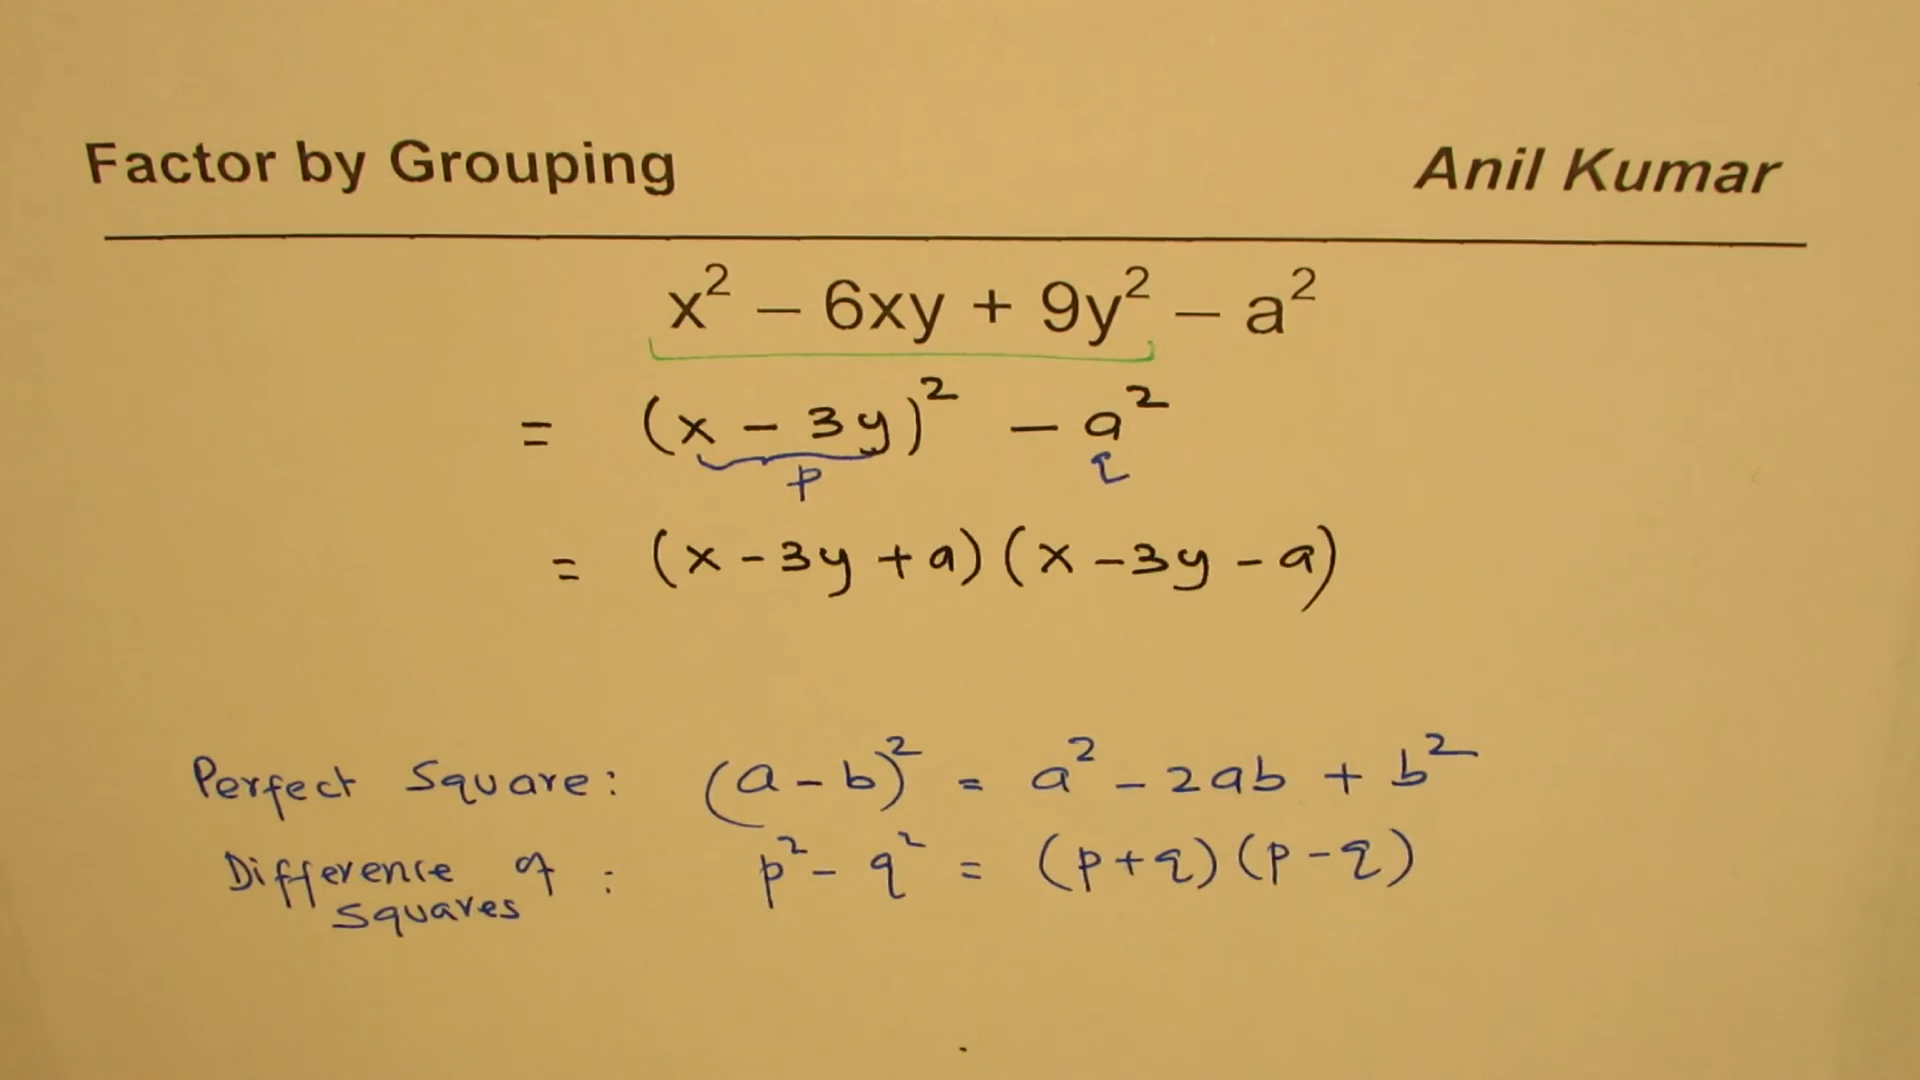 Factor by Grouping Anil Kumar
x² – 6xy + 9y² – a²
= (x – 3y)² – a²
p q
= (x – 3y + a)(x – 3y – a)
Perfect Square: (a – b)² = a² – 2ab + b²
Difference of : p² – q² = (p+q)(p–q)
Squares